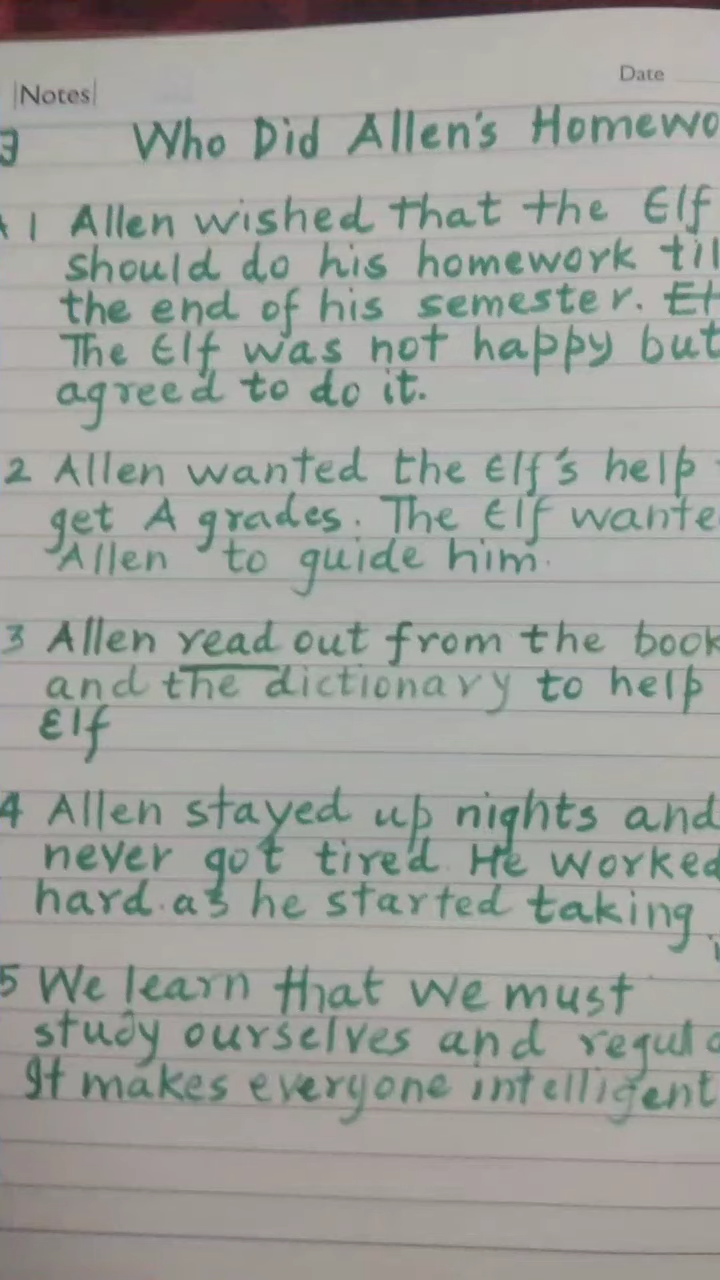 Notes
Date
3 Who Did Allen's Homewo
A 1 Allen wished that the Elf
should do his homework til
the end of his semester. Et
The Elf was not happy but
agreed to do it.
2 Allen wanted the Elf's help
get A grades. The Elf wante
Allen to guide him.
3 Allen read out from the book
and the dictionary to help
Elf
4 Allen stayed up nights and
never got tired. He worked
hard as he started taking
5 We learn that we must
study ourselves and regula
It makes everyone intelligent